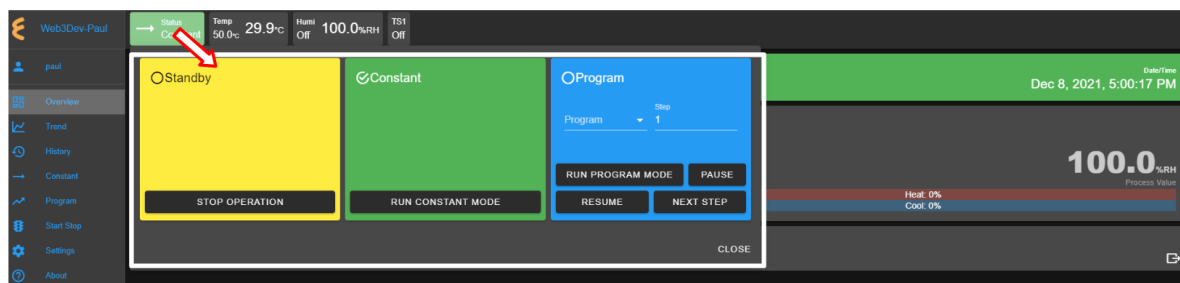 Web3Dev-Paul
Status
Constant
Temp
50.0°C 29.9°C
Humi
Off 100.0%RH
TS1
Off
paul
Overview
Trend
History
Constant
Program
Start Stop
Settings
About
Standby
STOP OPERATION
Constant
RUN CONSTANT MODE
Program
Program
Step
1
RUN PROGRAM MODE PAUSE
RESUME NEXT STEP
CLOSE
Date/Time
Dec 8, 2021, 5:00:17 PM
100.0%RH
Process Value
Heat: 0%
Cool: 0%